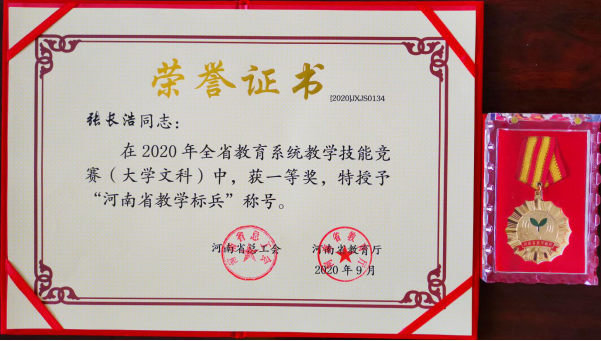 荣誉证书
[2020]JXJS0134
张长浩同志：
在2020年全省教育系统教学技能竞
赛（大学文科）中，获一等奖，特授予
“河南省教学标兵”称号。
河南省总工会 河南省教育厅
2020年9月